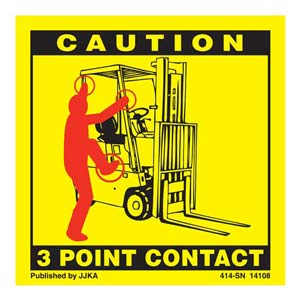 CAUTION
3 POINT CONTACT
Published by JJKA 414-SN 14108